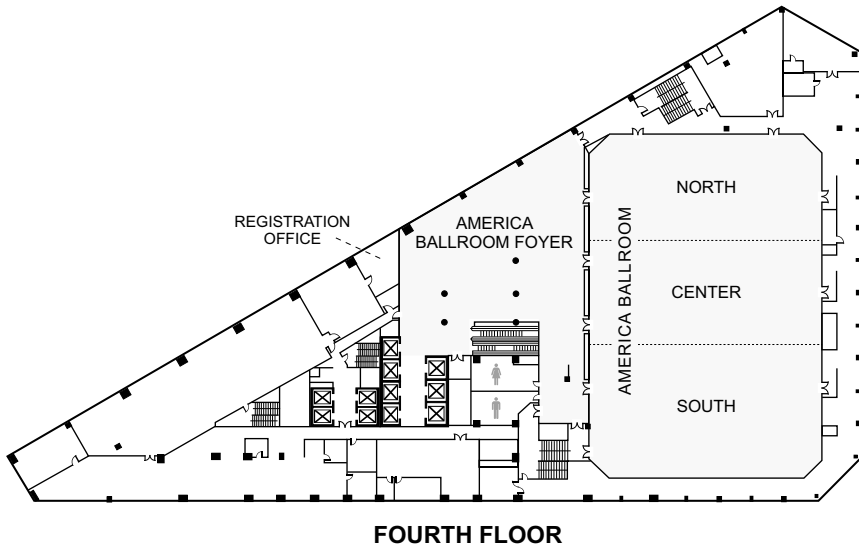 REGISTRATION
OFFICE
AMERICA
BALLROOM FOYER
AMERICA BALLROOM
NORTH
CENTER
SOUTH
FOURTH FLOOR